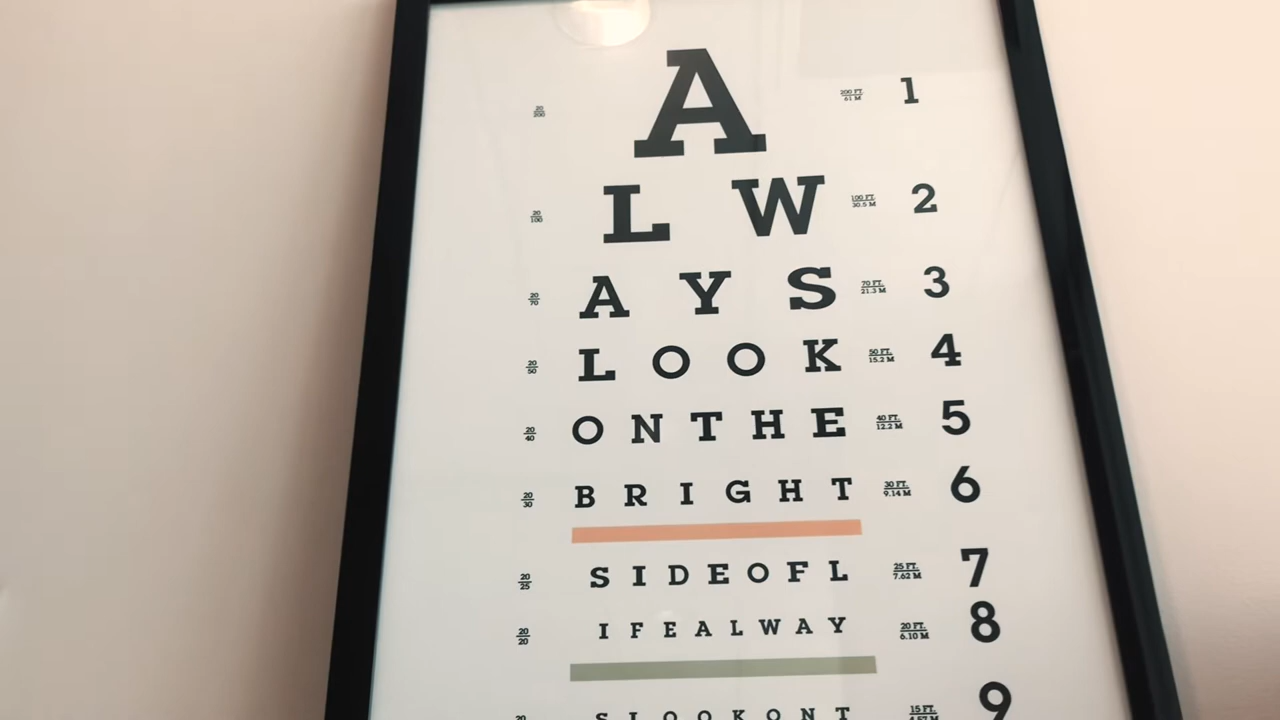 20/200 A 200 FT. 61 M 1
20/100 L W 100 FT. 30.5 M 2
20/70 A Y S 70 FT. 21.3 M 3
20/50 L O O K 50 FT. 15.2 M 4
20/40 O N T H E 40 FT. 12.2 M 5
20/30 B R I G H T 30 FT. 9.14 M 6
20/25 S I D E O F L 25 FT. 7.62 M 7
20/20 I F E A L W A Y 20 FT. 6.10 M 8
20 S L O O K O N T 15 FT. 4.57 M 9